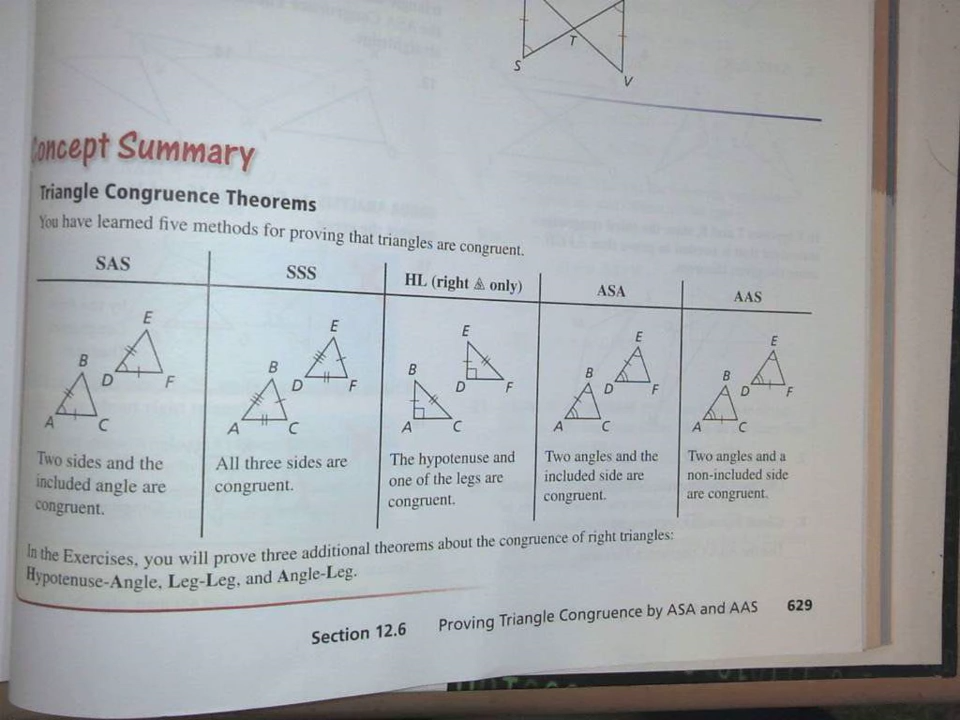 T
S
V
Concept Summary
Triangle Congruence Theorems
You have learned five methods for proving that triangles are congruent.
SAS
SSS
HL (right △ only)
ASA
AAS
E
B
D
F
A
C
E
B
D
F
A
C
E
B
D
F
A
C
E
B
D
F
A
C
E
B
D
F
A
C
Two sides and the
included angle are
congruent.
All three sides are
congruent.
The hypotenuse and
one of the legs are
congruent.
Two angles and the
included side are
congruent.
Two angles and a
non-included side
are congruent.
In the Exercises, you will prove three additional theorems about the congruence of right triangles:
Hypotenuse-Angle, Leg-Leg, and Angle-Leg.
Section 12.6 Proving Triangle Congruence by ASA and AAS 629